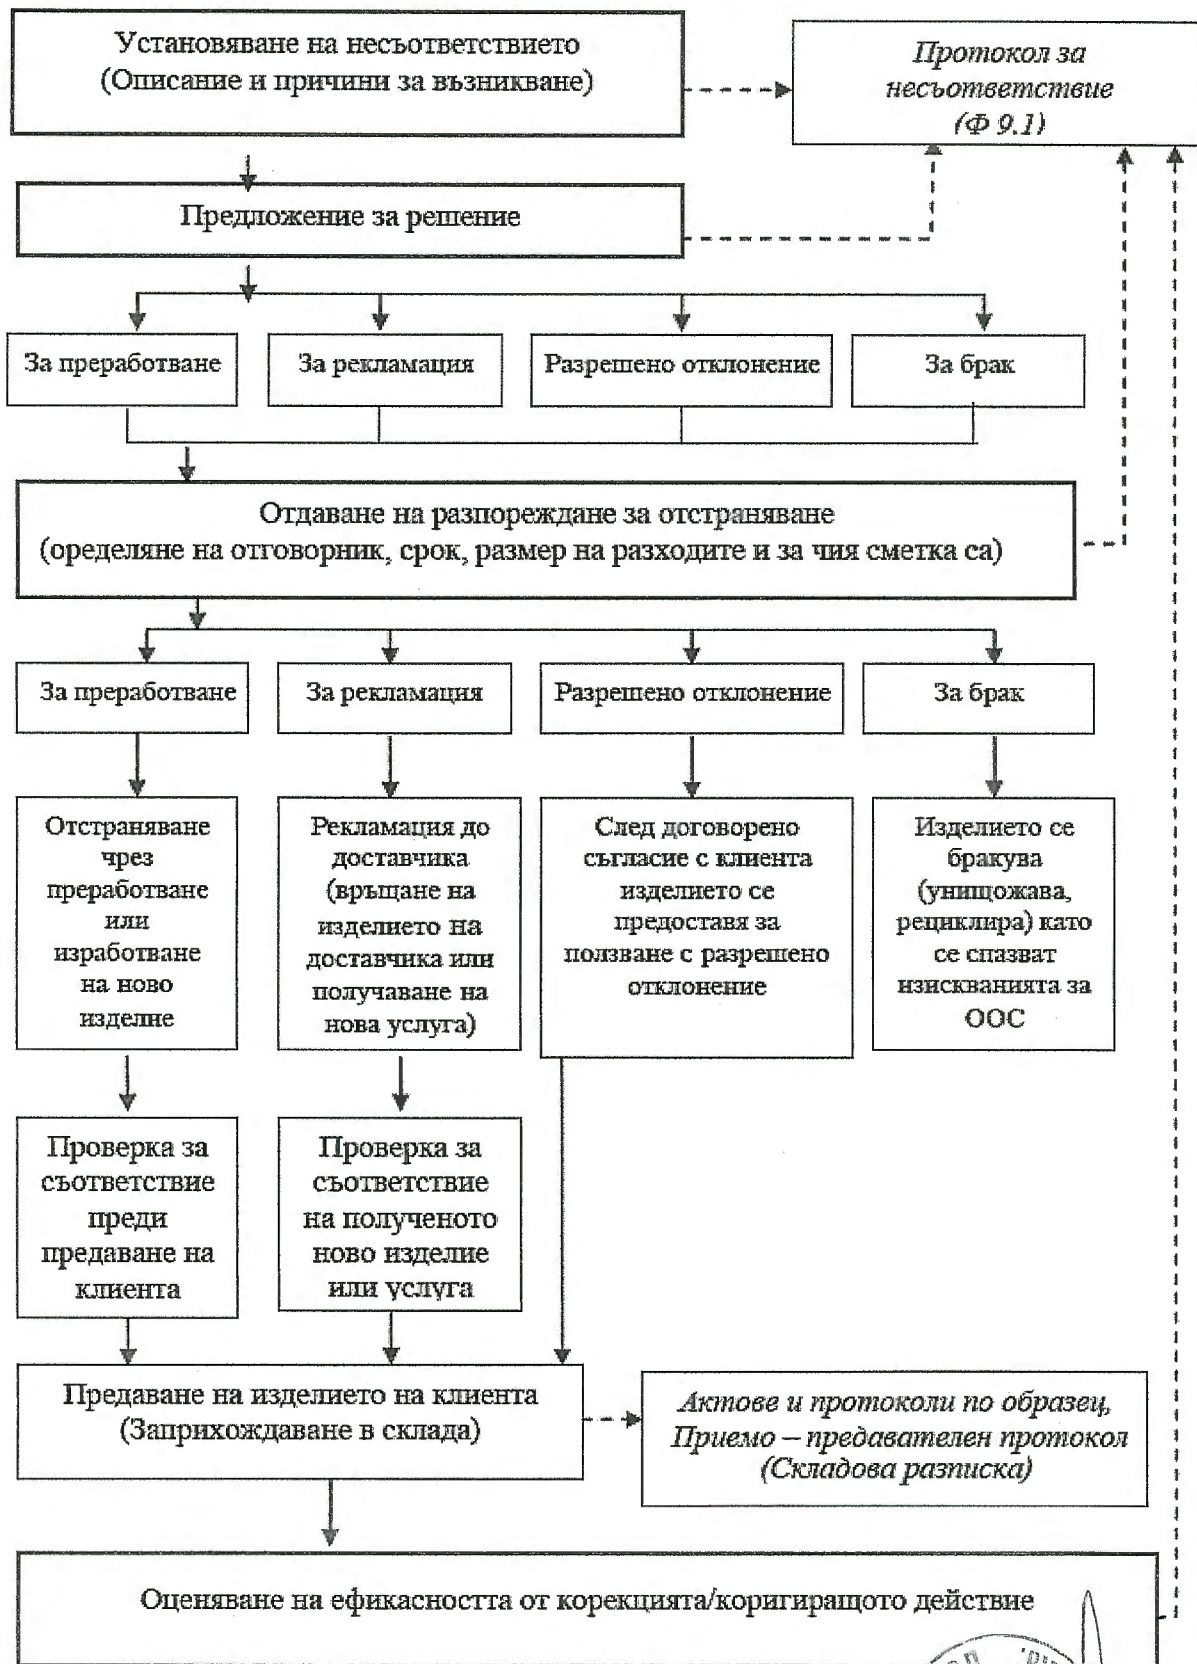 Установяване на несъответствието
(Описание и причини за възникване)
Протокол за
несъответствие
(Ф 9.1)
Предложение за решение
За преработване
За рекламация
Разрешено отклонение
За брак
Отдаване на разпореждане за отстраняване
(оределяне на отговорник, срок, размер на разходите и за чия сметка са)
За преработване
За рекламация
Разрешено отклонение
За брак
Отстраняване
чрез
преработване
или
изработване
на ново
изделие
Рекламация до
доставчика
(връщане на
изделието на
доставчика или
получаване на
нова услуга)
След договорено
съгласие с клиента
изделието се
предоставя за
ползване с разрешено
отклонение
Изделието се
бракува
(унищожава,
рециклира) като
се спазват
изискванията за
ООС
Проверка за
съответствие
преди
предаване на
клиента
Проверка за
съответствие
на полученото
ново изделие
или услуга
Предаване на изделието на клиента
(Заприхождаване в склада)
Актове и протоколи по образец,
Приемо – предавателен протокол
(Складова разписка)
Оценяване на ефикасността от корекцията/коригиращото действие